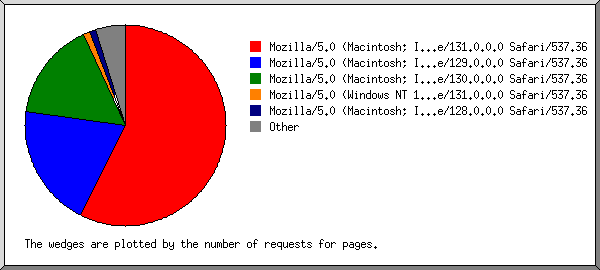 Mozilla/5.0 (Macintosh; I...e/131.0.0.0 Safari/537.36
Mozilla/5.0 (Macintosh; I...e/129.0.0.0 Safari/537.36
Mozilla/5.0 (Macintosh; I...e/130.0.0.0 Safari/537.36
Mozilla/5.0 (Windows NT 1...e/131.0.0.0 Safari/537.36
Mozilla/5.0 (Macintosh; I...e/128.0.0.0 Safari/537.36
Other
The wedges are plotted by the number of requests for pages.